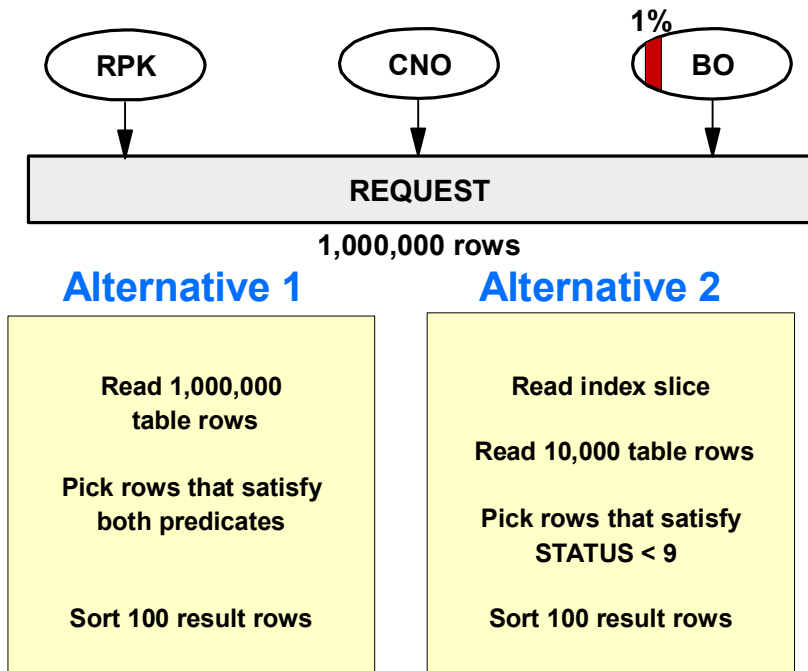 1%
RPK
CNO
BO
REQUEST
1,000,000 rows
Alternative 1
Read 1,000,000
table rows
Pick rows that satisfy
both predicates
Sort 100 result rows
Alternative 2
Read index slice
Read 10,000 table rows
Pick rows that satisfy
STATUS < 9
Sort 100 result rows